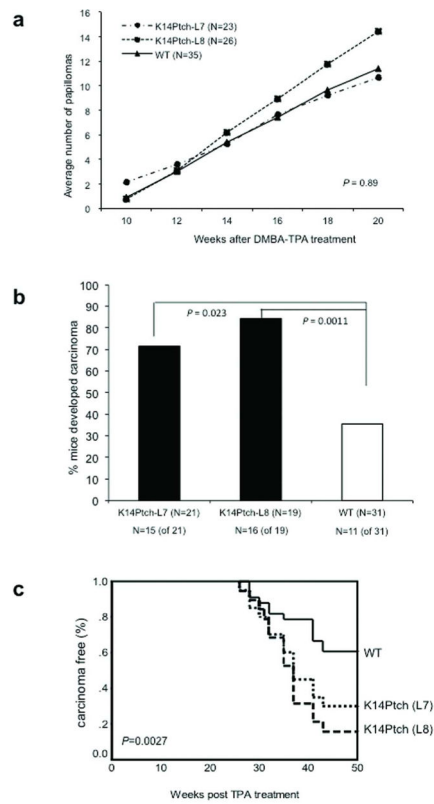 a
K14Ptch-L7 (N=23)
K14Ptch-L8 (N=26)
WT (N=35)
Average number of papillomas
16
14
12
10
8
6
4
2
0
P = 0.89
10 12 14 16 18 20
Weeks after DMBA-TPA treatment
b
% mice developed carcinoma
100
90
80
70
60
50
40
30
20
10
0
P = 0.023
P = 0.0011
K14Ptch-L7 (N=21) K14Ptch-L8 (N=19) WT (N=31)
N=15 (of 21) N=16 (of 19) N=11 (of 31)
c
carcinoma free (%)
1.0
.8
.6
.4
.2
0.0
WT
K14Ptch (L7)
K14Ptch (L8)
P=0.0027
0 10 20 30 40 50
Weeks post TPA treatment